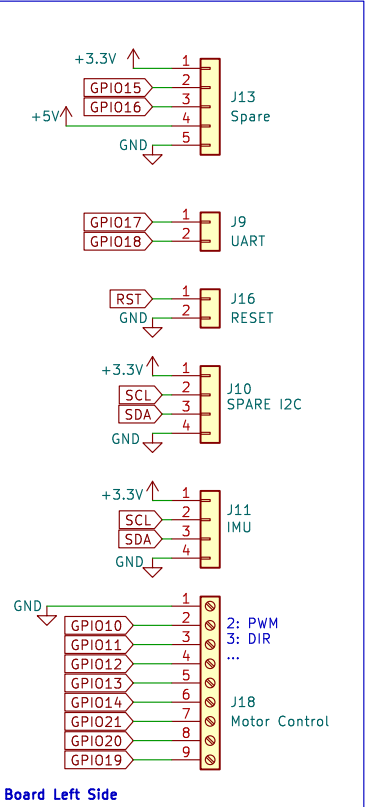 +3.3V 1
GPIO15 2
GPIO16 3
+5V 4
GND 5
J13
Spare
GPIO17 1
GPIO18 2
J9
UART
RST 1
GND 2
J16
RESET
+3.3V 1
SCL 2
SDA 3
GND 4
J10
SPARE I2C
+3.3V 1
SCL 2
SDA 3
GND 4
J11
IMU
GND 1
GPIO10 2
GPIO11 3
GPIO12 4
GPIO13 5
GPIO14 6
GPIO21 7
GPIO20 8
GPIO19 9
2: PWM
3: DIR
...
J18
Motor Control
Board Left Side